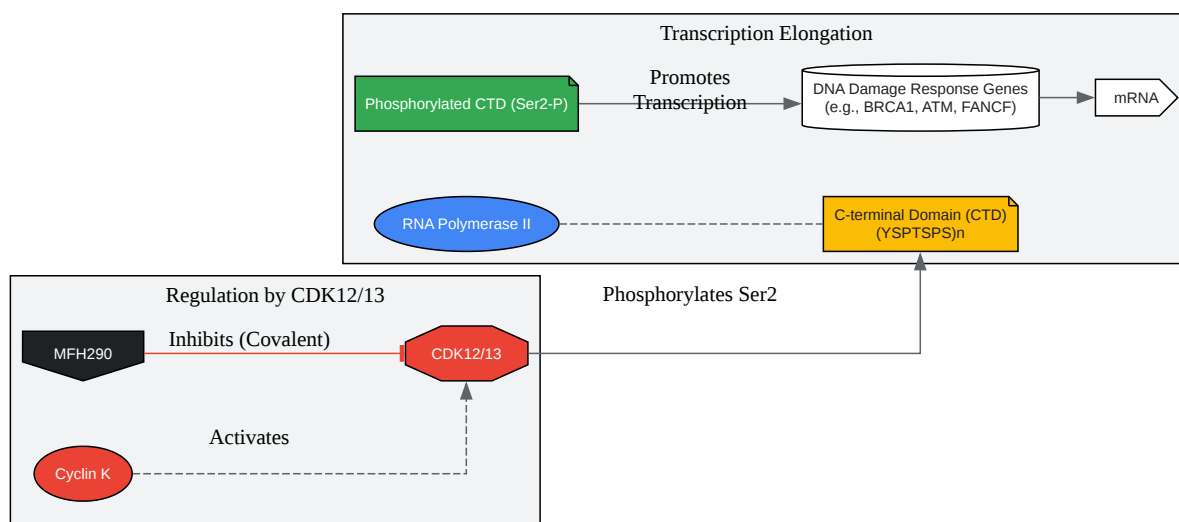 Transcription Elongation
Phosphorylated CTD (Ser2-P)
Promotes
Transcription
DNA Damage Response Genes
(e.g., BRCA1, ATM, FANCF)
mRNA
RNA Polymerase II
C-terminal Domain (CTD)
(YSPTSPS)n
Regulation by CDK12/13
Phosphorylates Ser2
MFH290
Inhibits (Covalent)
CDK12/13
Activates
Cyclin K